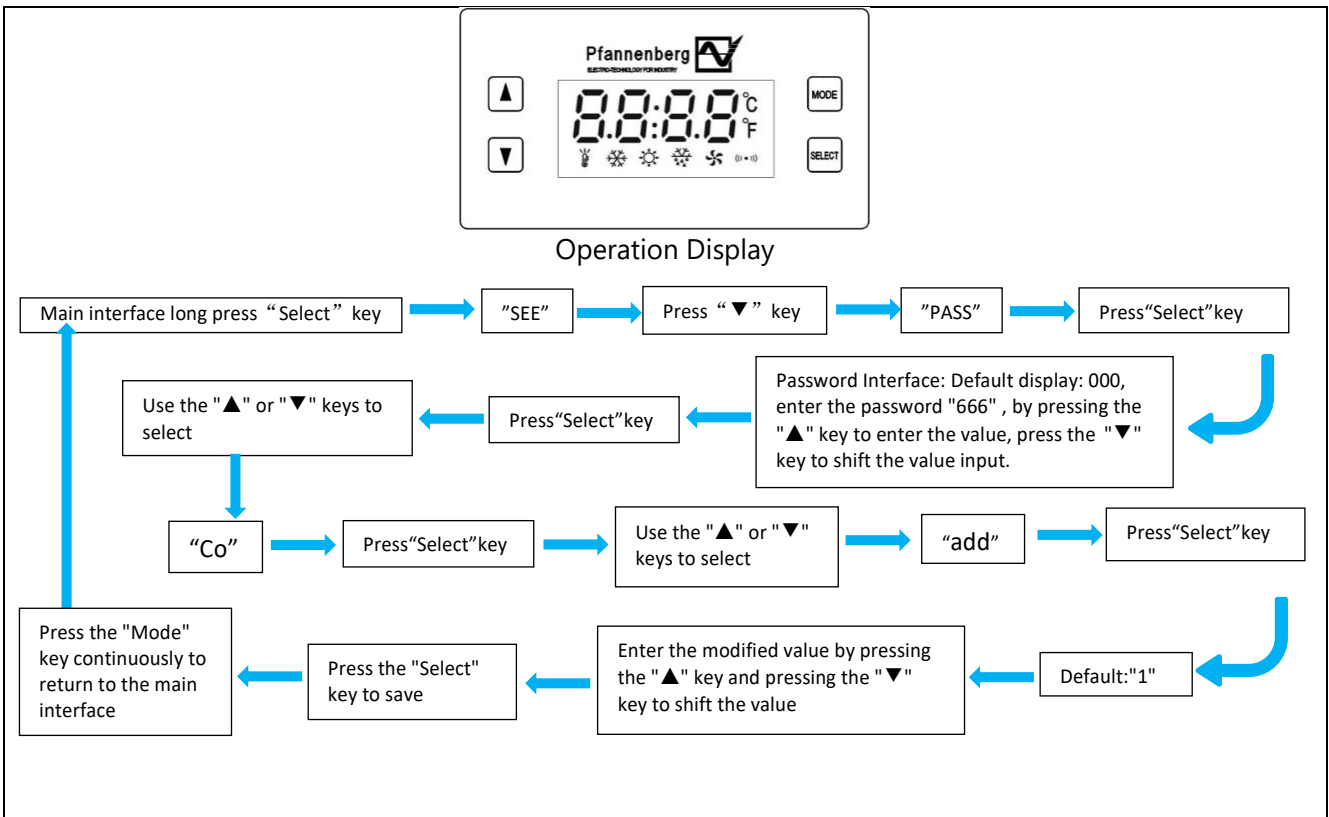 Pfannenberg
ELECTRO-TECHNOLOGY FOR INDUSTRY
▲
MODE
8.8:8.8 °C
°F
▼
SELECT
Operation Display
Main interface long press “Select” key
”SEE”
Press “▼” key
”PASS”
Press“Select”key
Password Interface: Default display: 000,
enter the password "666" , by pressing the
"▲" key to enter the value, press the "▼"
key to shift the value input.
Press“Select”key
Use the "▲" or "▼" keys to
select
“Co”
Press“Select”key
Use the "▲" or "▼"
keys to select
“add”
Press“Select”key
Default:"1"
Enter the modified value by pressing
the "▲" key and pressing the "▼"
key to shift the value
Press the "Select"
key to save
Press the "Mode"
key continuously to
return to the main
interface